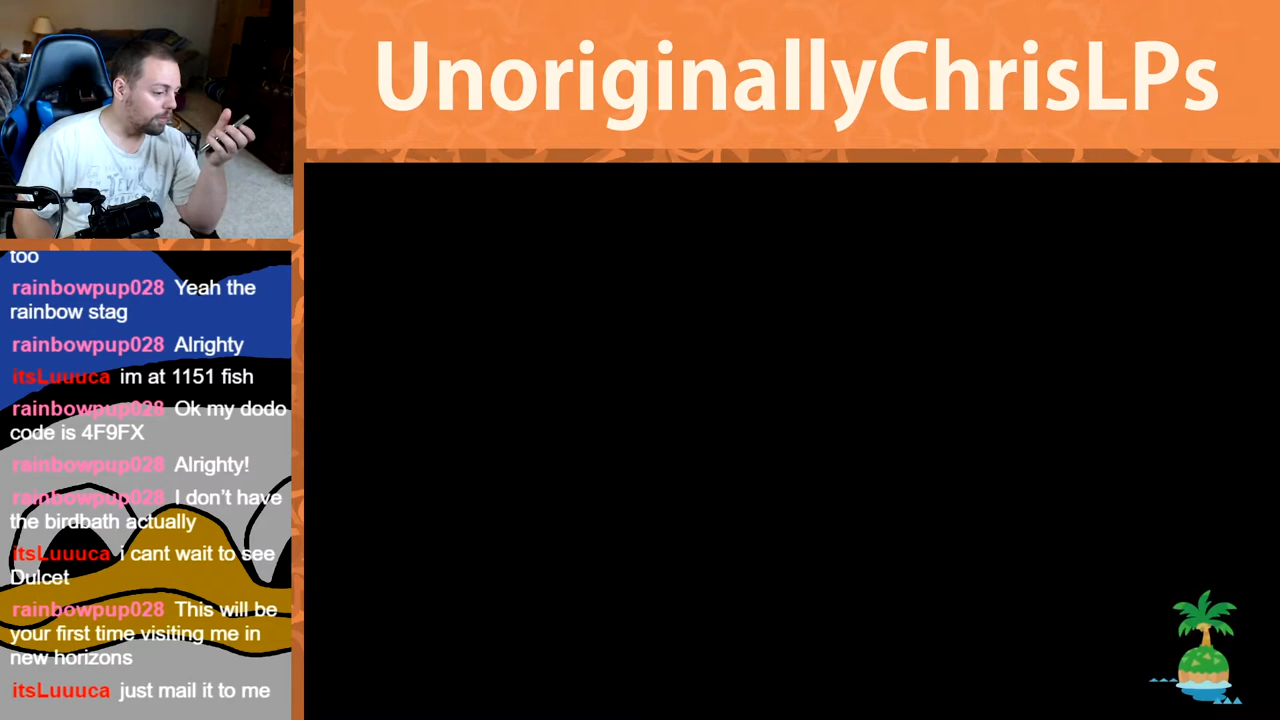 UnoriginallyChrisLPs
too
rainbowpup028 Yeah the
rainbow stag
rainbowpup028 Alrighty
itsLuuuca im at 1151 fish
rainbowpup028 Ok my dodo
code is 4F9FX
rainbowpup028 Alrighty!
rainbowpup028 I don't have
the birdbath actually
itsLuuuca i cant wait to see
Dulcet
rainbowpup028 This will be
your first time visiting me in
new horizons
itsLuuuca just mail it to me